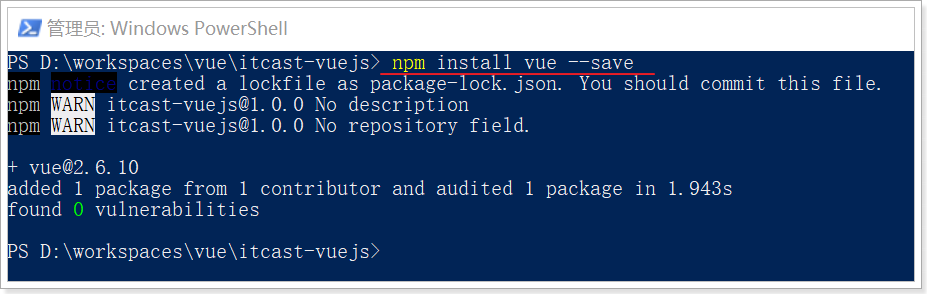 管理员: Windows PowerShell
PS D:\workspaces\vue\itcast-vuejs> npm install vue --save
npm notice created a lockfile as package-lock.json. You should commit this file.
npm WARN itcast-vuejs@1.0.0 No description
npm WARN itcast-vuejs@1.0.0 No repository field.
+ vue@2.6.10
added 1 package from 1 contributor and audited 1 package in 1.943s
found 0 vulnerabilities
PS D:\workspaces\vue\itcast-vuejs>